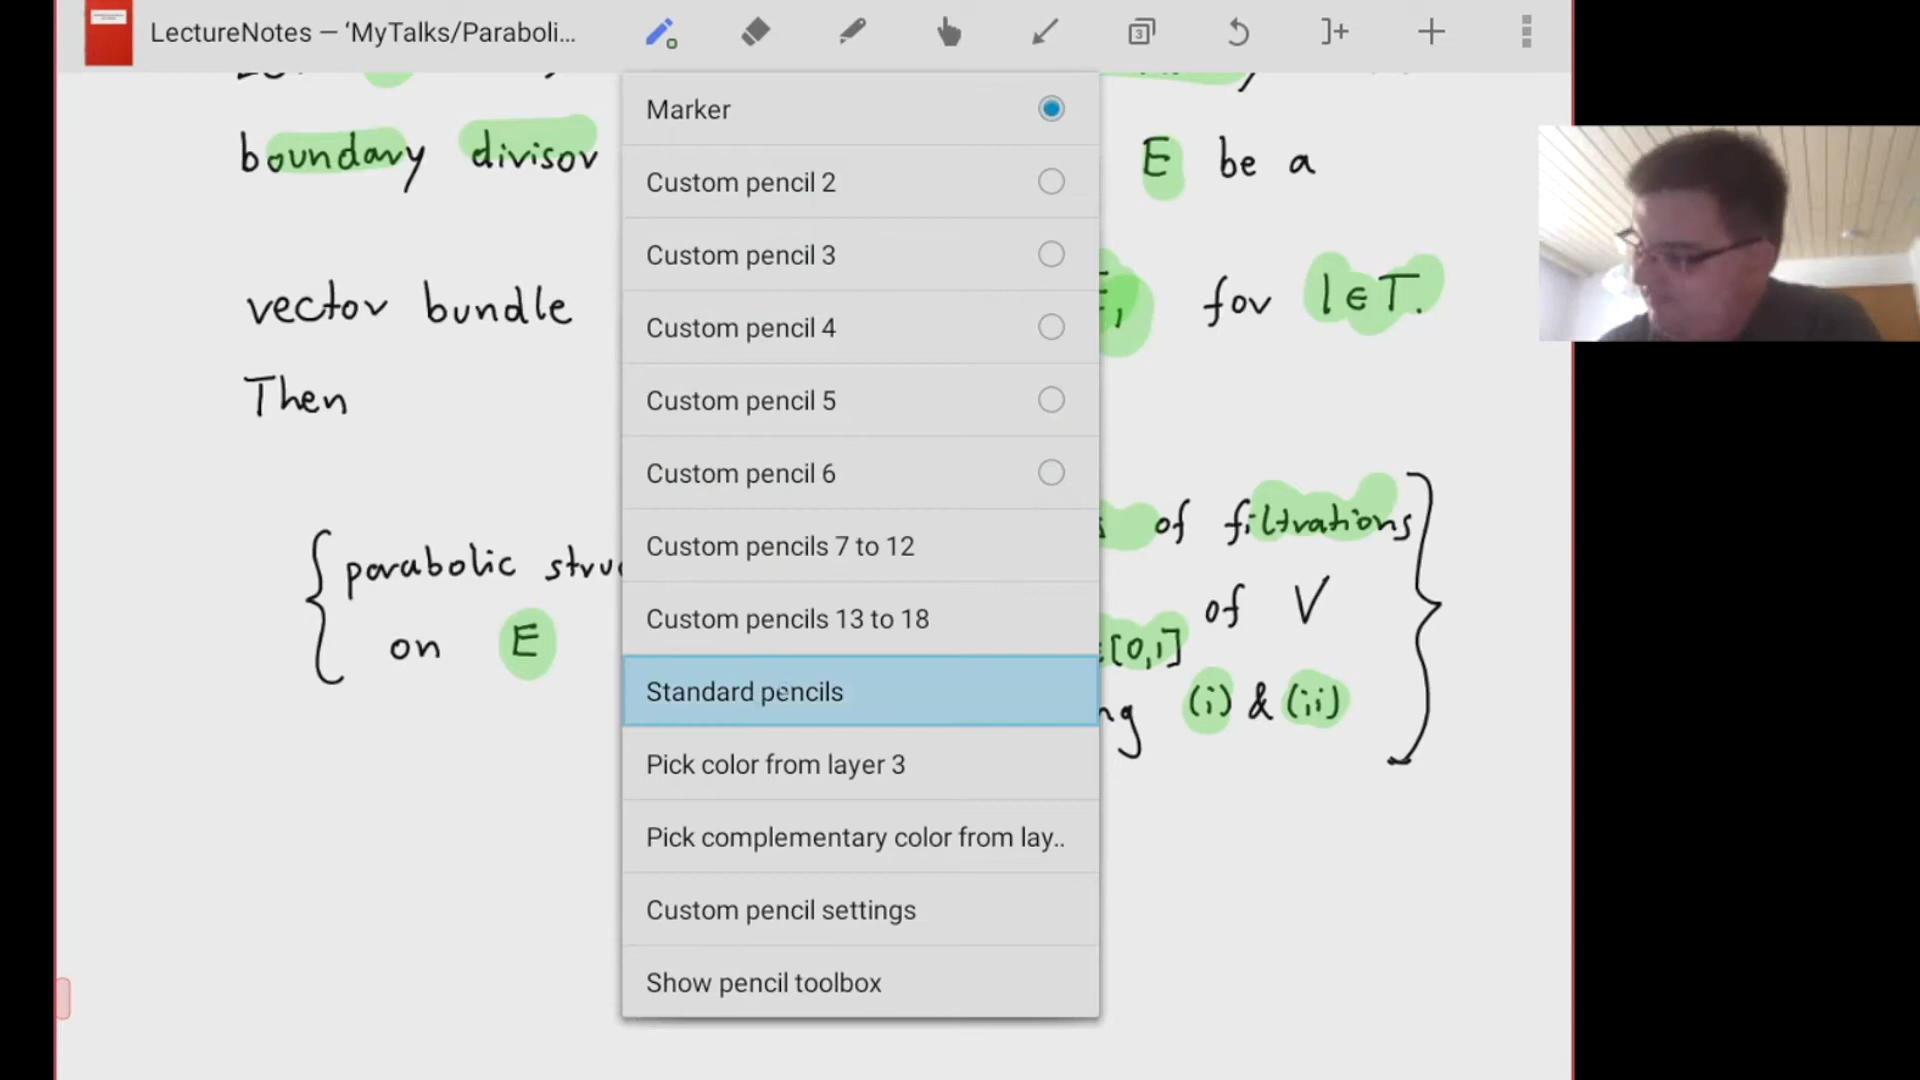 LectureNotes – ‘MyTalks/Paraboli...
3
boundary divisor
E be a
vector bundle
for l∈T.
Then
Marker
Custom pencil 2
Custom pencil 3
Custom pencil 4
Custom pencil 5
Custom pencil 6
Custom pencils 7 to 12
Custom pencils 13 to 18
Standard pencils
Pick color from layer 3
Pick complementary color from lay..
Custom pencil settings
Show pencil toolbox
{ parabolic
on E
of filtrations }
of V
[0,1]
(i) & (ii)